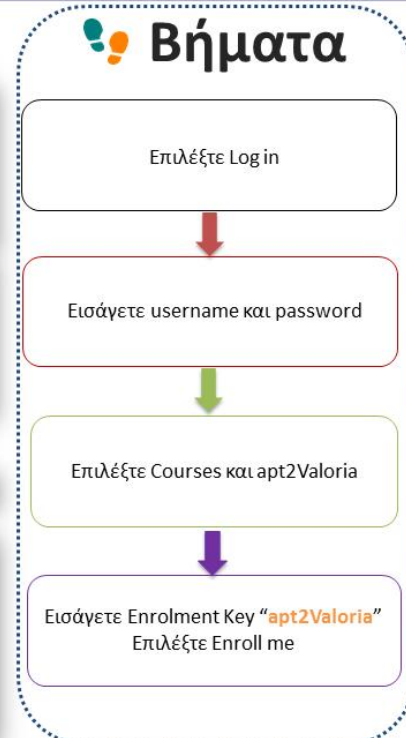 Βήματα
Επιλέξτε Log in
Εισάγετε username και password
Επιλέξτε Courses και apt2Valoria
Εισάγετε Enrolment Key “apt2Valoria”
Επιλέξτε Enroll me